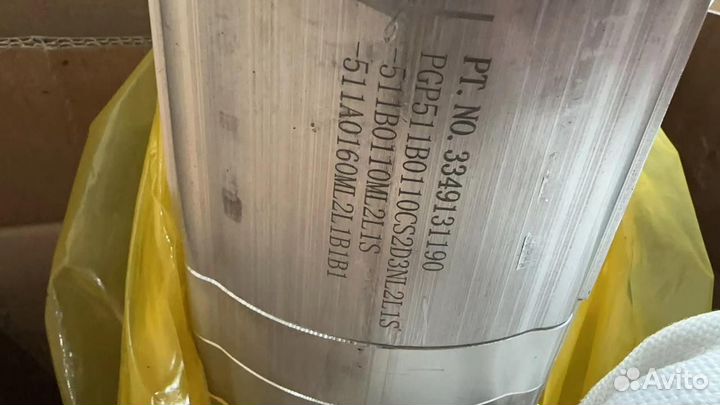 PT.NO. 3349131190
PGP511B0110CS2D3NL2L1S
-511B0110ML2L1S
-511A0160ML2L1B1B1
Avito